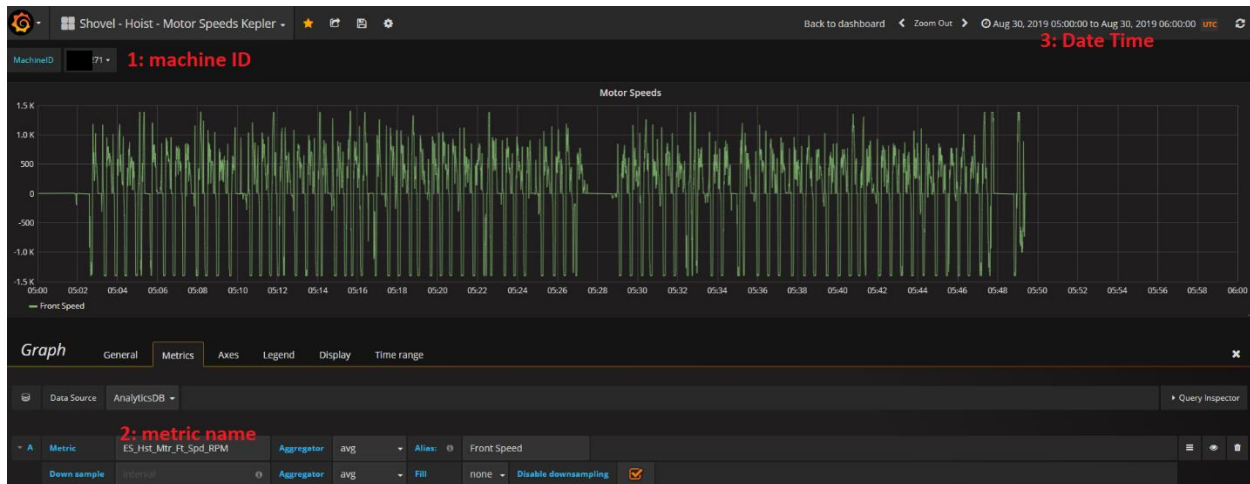 Shovel - Hoist - Motor Speeds Kepler
Back to dashboard Zoom Out Aug 30, 2019 05:00:00 to Aug 30, 2019 06:00:00 UTC
3: Date Time
MachineID E71 1: machine ID
Motor Speeds
1.5 K
1.0 K
500
0
-500
-1.0 K
-1.5 K
05:00 05:02 05:04 05:06 05:08 05:10 05:12 05:14 05:16 05:18 05:20 05:22 05:24 05:26 05:28 05:30 05:32 05:34 05:36 05:38 05:40 05:42 05:44 05:46 05:48 05:50 05:52 05:54 05:56 05:58 06:00
Front Speed
Graph General Metrics Axes Legend Display Time range
Data Source AnalyticsDB Query Inspector
2: metric name
A Metric ES_Hst_Mtr_Ft_Spd_RPM Aggregator avg Alias: Front Speed
Down sample interval Aggregator avg Fill none Disable downsampling